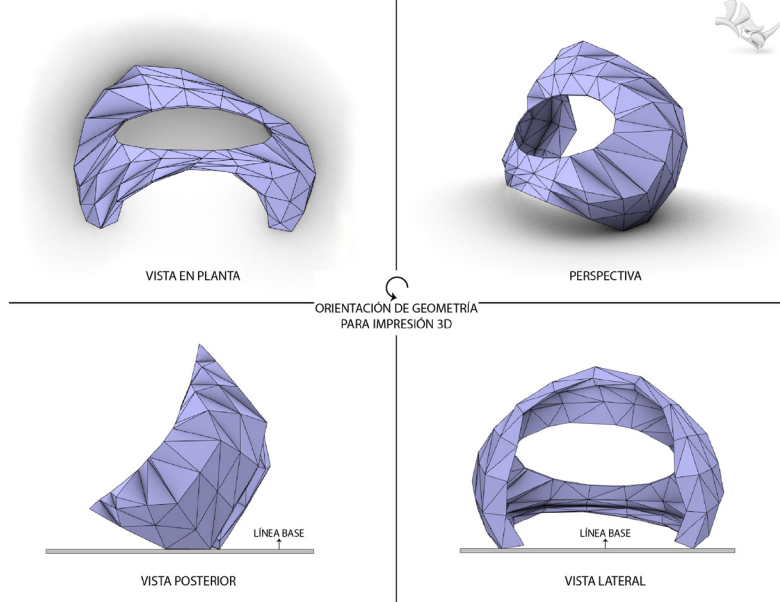 VISTA EN PLANTA
PERSPECTIVA
ORIENTACIÓN DE GEOMETRÍA
PARA IMPRESIÓN 3D
LÍNEA BASE
LÍNEA BASE
VISTA POSTERIOR
VISTA LATERAL